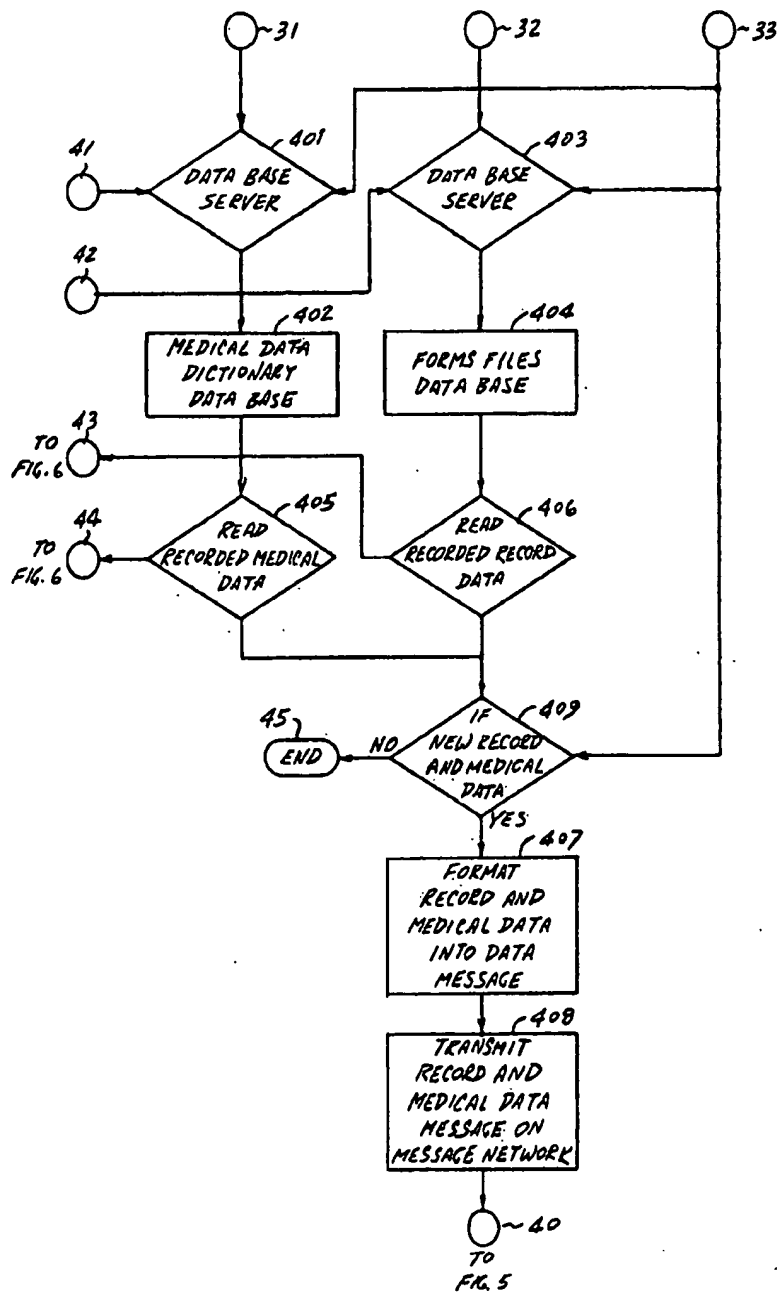 31
32
33
401
403
41
DATA BASE
SERVER
DATA BASE
SERVER
42
402
404
MEDICAL DATA
DICTIONARY
DATA BASE
FORMS FILES
DATA BASE
43
TO
FIG. 6
405
406
44
TO
FIG. 6
READ
RECORDED MEDICAL
DATA
READ
RECORDED RECORD
DATA
409
45
END
NO
IF
NEW RECORD
AND MEDICAL
DATA
YES
407
FORMAT
RECORD AND
MEDICAL DATA
INTO DATA
MESSAGE
408
TRANSMIT
RECORD AND
MEDICAL DATA
MESSAGE ON
MESSAGE NETWORK
40
TO
FIG. 5